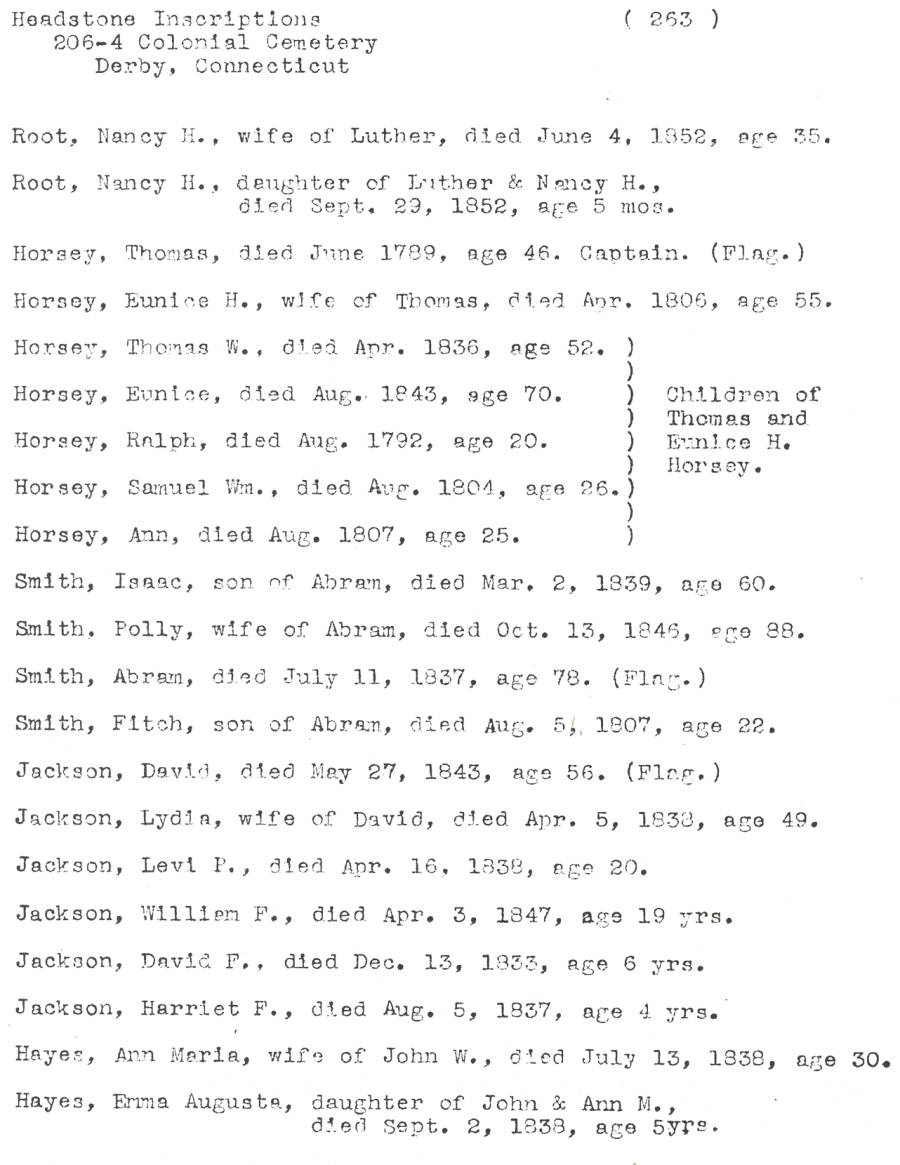 Headstone Inscriptions ( 263 )
206-4 Colonial Cemetery
Derby, Connecticut
Root, Nancy H., wife of Luther, died June 4, 1852, age 35.
Root, Nancy H., daughter of Luther & Nancy H.,
died Sept. 29, 1852, age 5 mos.
Horsey, Thomas, died June 1789, age 46. Captain. (Flag.)
Horsey, Eunice H., wife of Thomas, died Apr. 1806, age 55.
Horsey, Thomas W., died Apr. 1836, age 52. )
)
Horsey, Eunice, died Aug. 1843, age 70. ) Children of
) Thomas and
Horsey, Ralph, died Aug. 1792, age 20. ) Eunice H.
) Horsey.
Horsey, Samuel Wm., died Aug. 1804, age 26. )
)
Horsey, Ann, died Aug. 1807, age 25. )
Smith, Isaac, son of Abram, died Mar. 2, 1839, age 60.
Smith, Polly, wife of Abram, died Oct. 13, 1846, age 88.
Smith, Abram, died July 11, 1837, age 78. (Flag.)
Smith, Fitch, son of Abram, died Aug. 5, 1807, age 22.
Jackson, David, died May 27, 1843, age 56. (Flag.)
Jackson, Lydia, wife of David, died Apr. 5, 1838, age 49.
Jackson, Levi P., died Apr. 16, 1838, age 20.
Jackson, William F., died Apr. 3, 1847, age 19 yrs.
Jackson, David F., died Dec. 13, 1833, age 6 yrs.
Jackson, Harriet F., died Aug. 5, 1837, age 4 yrs.
Hayes, Ann Maria, wife of John W., died July 13, 1838, age 30.
Hayes, Emma Augusta, daughter of John & Ann M.,
died Sept. 2, 1838, age 5yrs.